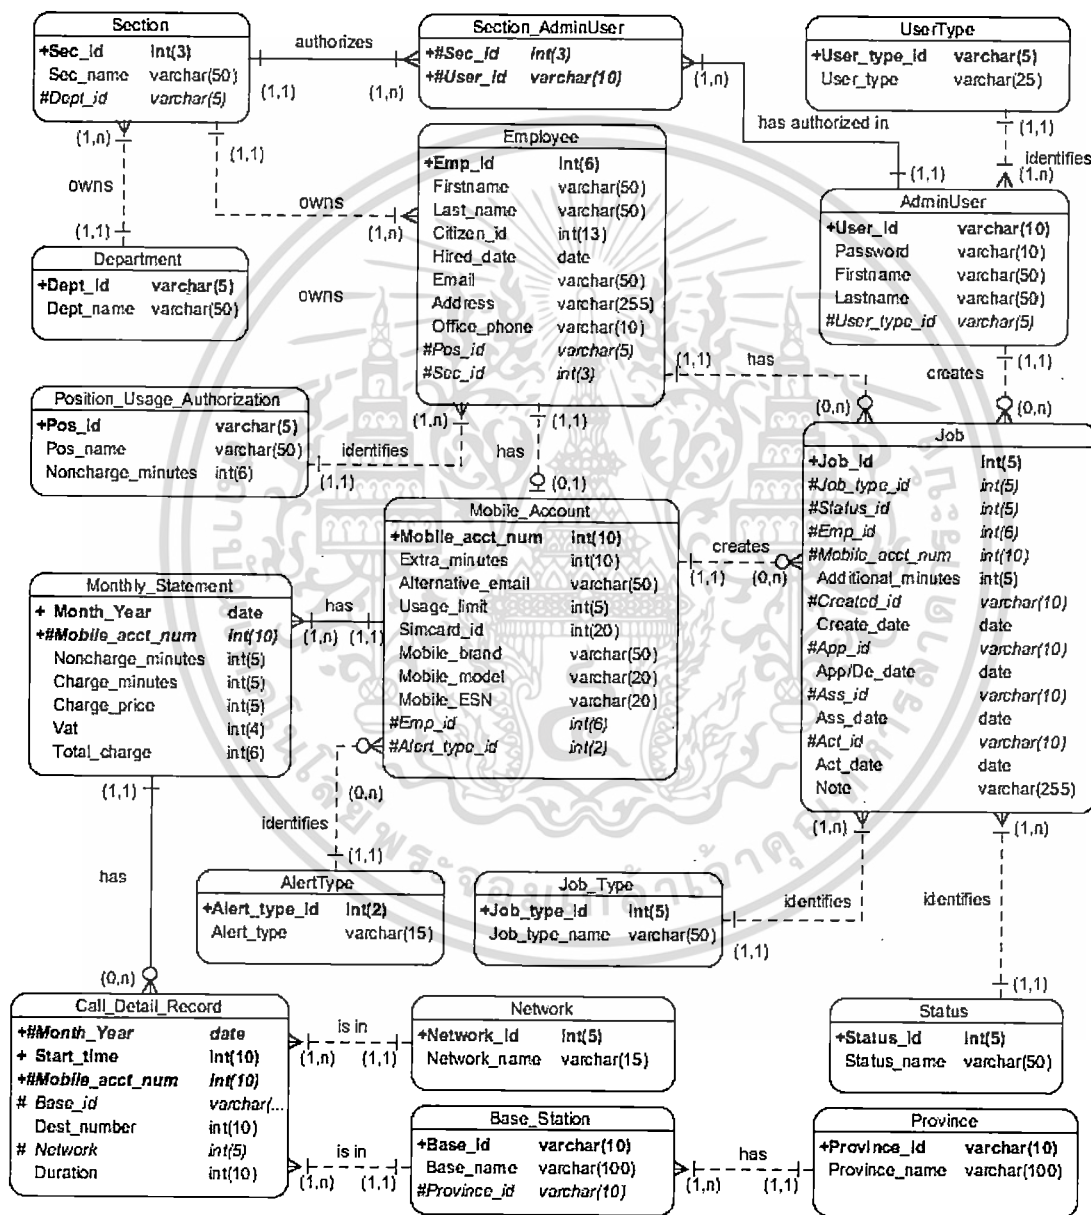 Section
+Sec_id int(3)
Sec_name varchar(50)
#Dept_id varchar(5)
authorizes
(1,1)
(1,n)
Section_AdminUser
+#Sec_id int(3)
+#User_id varchar(10)
(1,n)
has authorized in
(1,1)
UserType
+User_type_id varchar(5)
User_type varchar(25)
(1,1)
identifies
(1,n)
AdminUser
+User_id varchar(10)
Password varchar(10)
Firstname varchar(50)
Lastname varchar(50)
#User_type_id varchar(5)
(1,1)
creates
(0,n)
(1,n)
owns
(1,1)
(1,1)
owns
(1,n)
Department
+Dept_id varchar(5)
Dept_name varchar(50)
owns
Employee
+Emp_id int(6)
Firstname varchar(50)
Last_name varchar(50)
Citizen_id int(13)
Hired_date date
Email varchar(50)
Address varchar(255)
Office_phone varchar(10)
#Pos_id varchar(5)
#Sec_id int(3)
(1,1)
has
(0,n)
Position_Usage_Authorization
+Pos_id varchar(5)
Pos_name varchar(50)
Noncharge_minutes int(6)
(1,n)
identifies
(1,1)
(1,1)
has
(0,1)
Job
+Job_id int(5)
#Job_type_id int(5)
#Status_id int(5)
#Emp_id int(6)
#Mobile_acct_num int(10)
Additional_minutes int(5)
#Created_id varchar(10)
Create_date date
#App_id varchar(10)
App/De_date date
#Ass_id varchar(10)
Ass_date date
#Act_id varchar(10)
Act_date date
Note varchar(255)
Mobile_Account
+Mobile_acct_num int(10)
Extra_minutes int(10)
Alternative_email varchar(50)
Usage_limit int(5)
Simcard_id int(20)
Mobile_brand varchar(50)
Mobile_model varchar(20)
Mobile_ESN varchar(20)
#Emp_id int(6)
#Alert_type_id int(2)
creates
(1,1)
(0,n)
Monthly_Statement
+ Month_Year date
+#Mobile_acct_num int(10)
Noncharge_minutes int(5)
Charge_minutes int(5)
Charge_price int(5)
Vat int(4)
Total_charge int(6)
has
(1,n)
(1,1)
(0,n)
identifies
(1,1)
AlertType
+Alert_type_id int(2)
Alert_type varchar(15)
Job_Type
+Job_type_id int(5)
Job_type_name varchar(50)
(1,n)
identifies
(1,1)
(1,n)
identifies
(1,1)
Status
+Status_id int(5)
Status_name varchar(50)
(1,1)
has
(0,n)
Call_Detail_Record
+#Month_Year date
+ Start_time int(10)
+#Mobile_acct_num int(10)
# Base_id varchar(...
Dest_number int(10)
# Network int(5)
Duration int(10)
is in
(1,n)
(1,1)
Network
+Network_id int(5)
Network_name varchar(15)
is in
(1,n)
(1,1)
Base_Station
+Base_id varchar(10)
Base_name varchar(100)
#Province_id varchar(10)
has
(1,n)
(1,1)
Province
+Province_id varchar(10)
Province_name varchar(100)